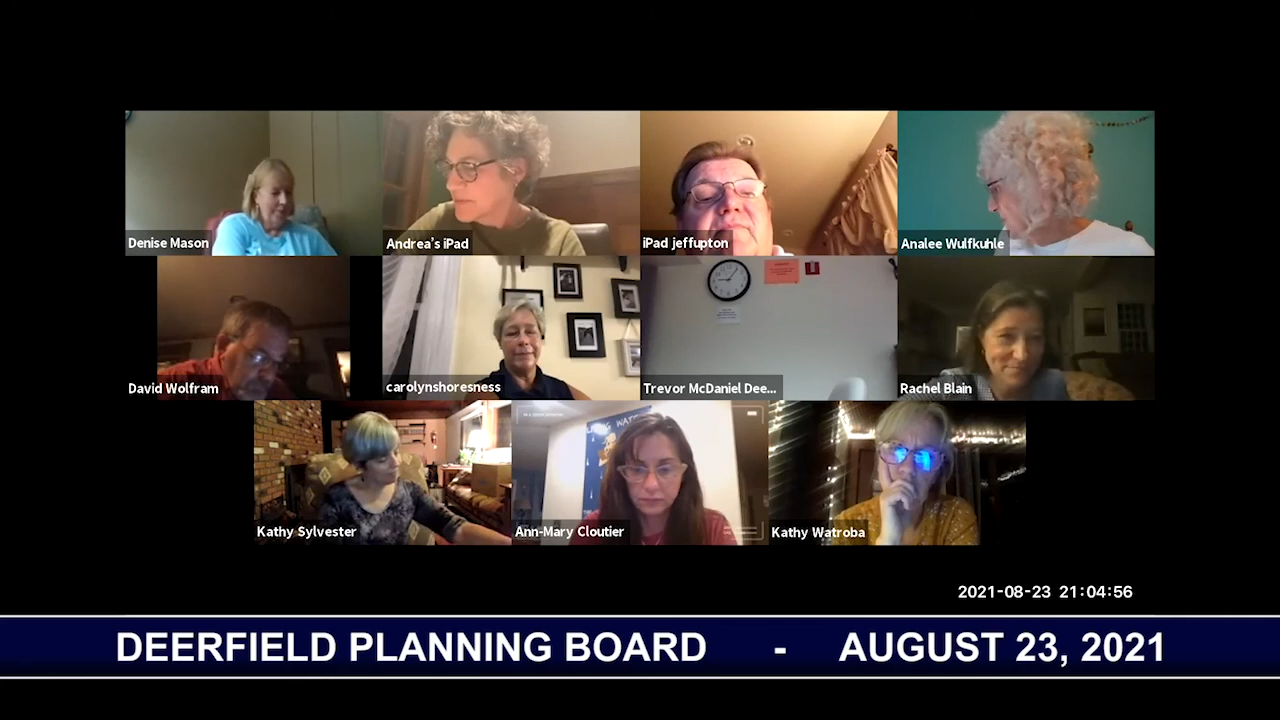 Denise Mason
Andrea's iPad
iPad jeffupton
Analee Wulfkuhle
David Wolfram
carolynshoresness
Trevor McDaniel Dee...
Rachel Blain
Kathy Sylvester
Ann-Mary Cloutier
Kathy Watroba
2021-08-23 21:04:56
DEERFIELD PLANNING BOARD - AUGUST 23, 2021